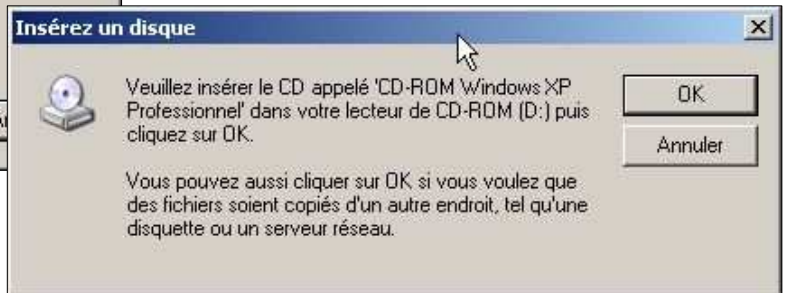 Insérez un disque
Veuillez insérer le CD appelé 'CD-ROM Windows XP
Professionnel' dans votre lecteur de CD-ROM (D:) puis
cliquez sur OK.
Vous pouvez aussi cliquer sur OK si vous voulez que
des fichiers soient copiés d'un autre endroit, tel qu'une
disquette ou un serveur réseau.
OK
Annuler